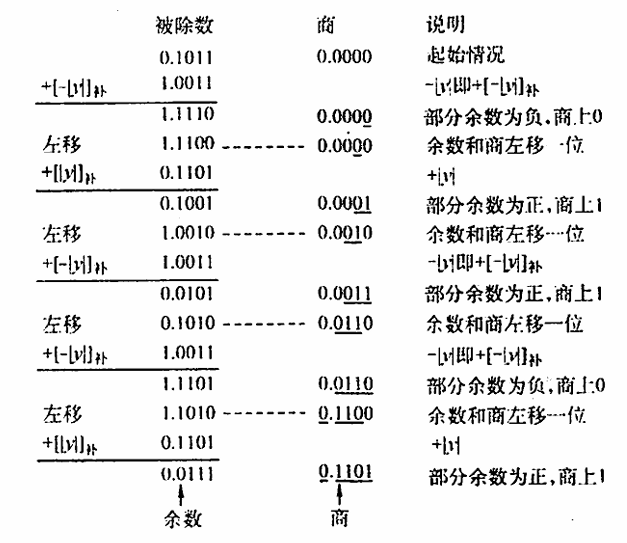 被除数 商 说明
0.1011 0.0000 起始情况
+[-|y|]补 1.0011 -|y|即+[-|y|]补
1.1110 0.0000 部分余数为负,商上0
左移 1.1100 -------- 0.0000 余数和商左移一位
+[|y|]补 0.1101 +|y|
0.1001 0.0001 部分余数为正,商上1
左移 1.0010 -------- 0.0010 余数和商左移一位
+[-|y|]补 1.0011 -|y|即+[-|y|]补
0.0101 0.0011 部分余数为正,商上1
左移 0.1010 -------- 0.0110 余数和商左移一位
+[-|y|]补 1.0011 -|y|即+[-|y|]补
1.1101 0.0110 部分余数为负,商上0
左移 1.1010 -------- 0.1100 余数和商左移一位
+[|y|]补 0.1101 +|y|
0.0111 0.1101 部分余数为正,商上1
余数 商